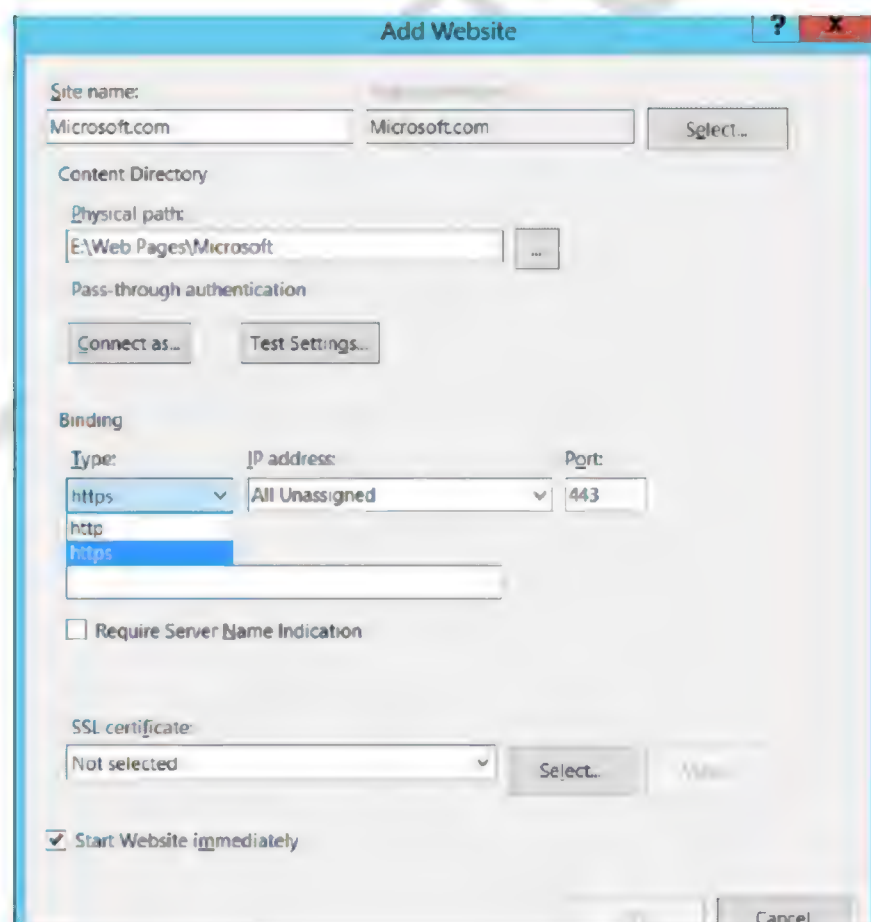 Add Website
? x
Site name:
Microsoft.com Microsoft.com Select...
Content Directory
Physical path:
E:\Web Pages\Microsoft ...
Pass-through authentication
Connect as... Test Settings...
Binding
Type: IP address: Port:
https All Unassigned 443
http
https
Require Server Name Indication
SSL certificate:
Not selected Select...
Start Website immediately
Cancel